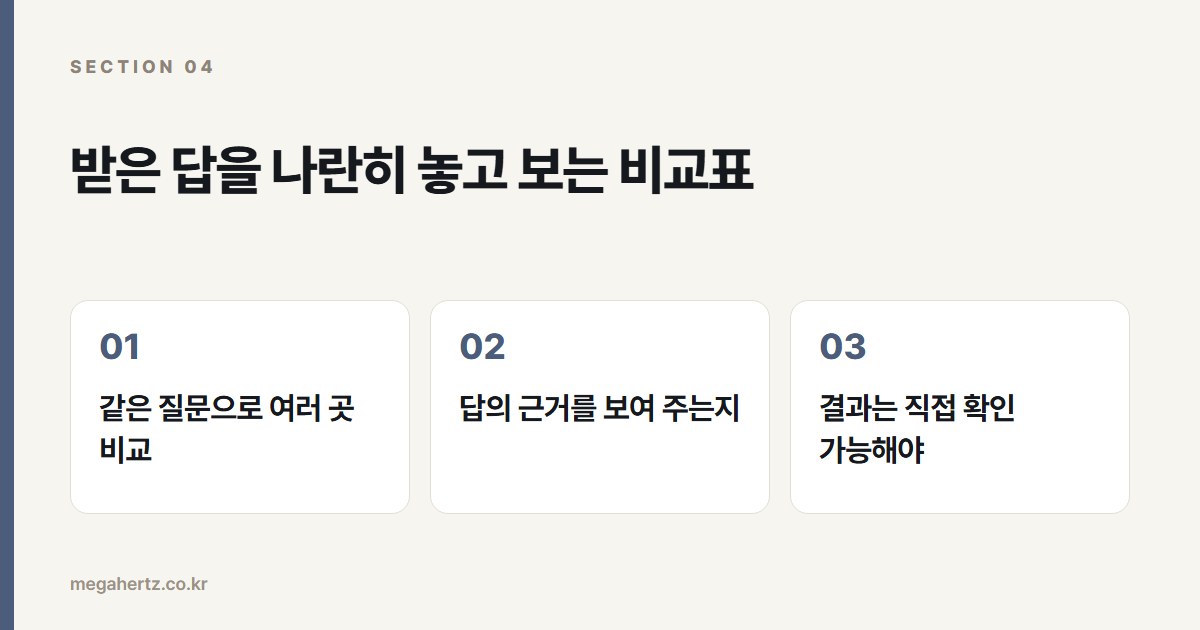 SECTION 04
받은 답을 나란히 놓고 보는 비교표
01
같은 질문으로 여러 곳
비교
02
답의 근거를 보여 주는지
03
결과는 직접 확인
가능해야
megahertz.co.kr